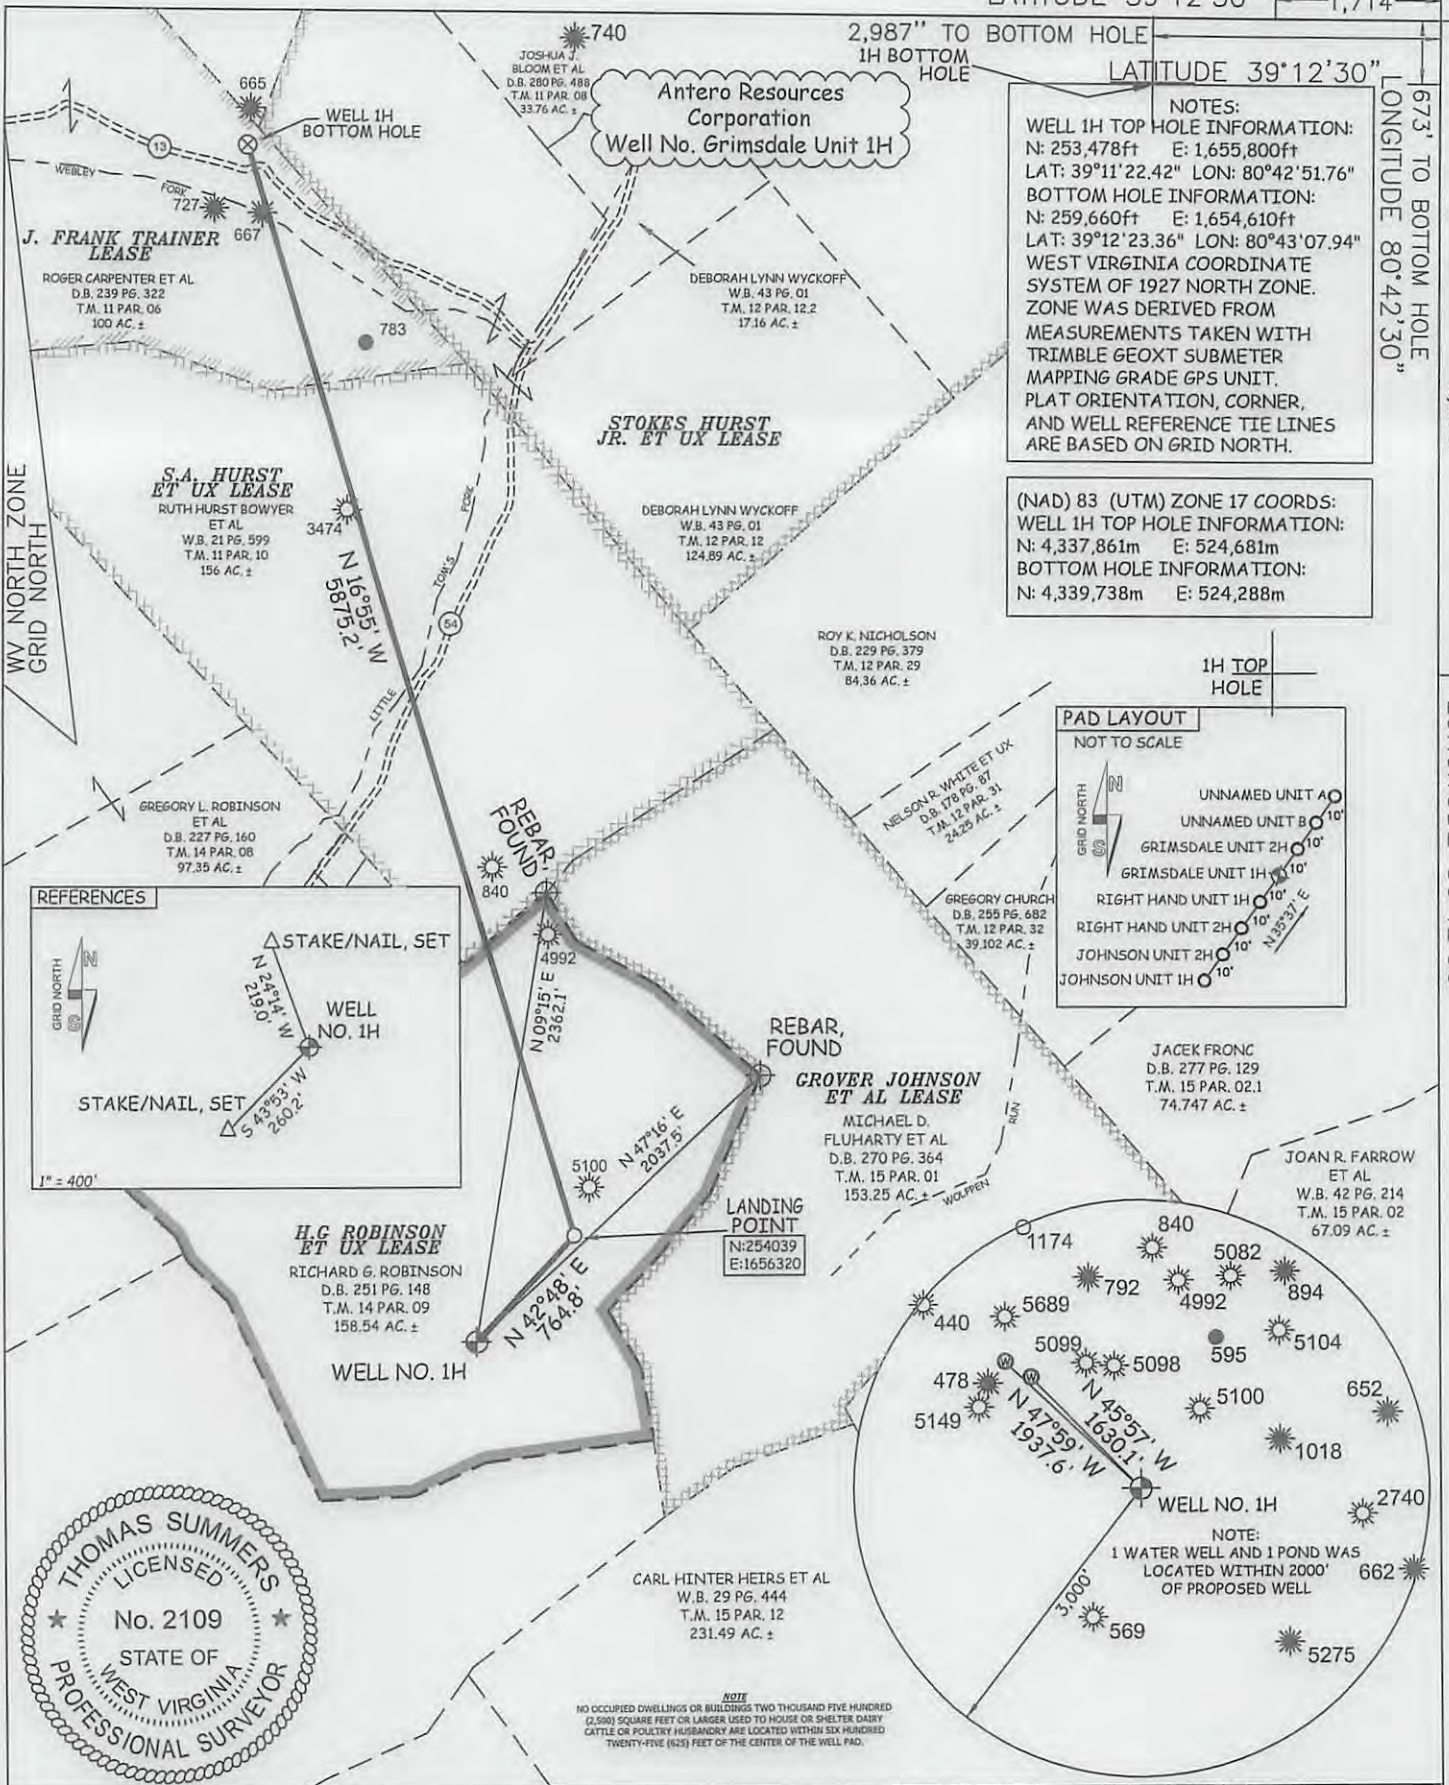 2,987" TO BOTTOM HOLE
1H BOTTOM
HOLE
LATITUDE 39°12'30"
673' TO BOTTOM HOLE
LONGITUDE 80°42'30"
740
JOSHUA J.
BLOOM ET AL
D.B. 280 PG. 488
T.M. 11 PAR. 08
33.76 AC. ±
Antero Resources
Corporation
Well No. Grimsdale Unit 1H
665
WELL 1H
BOTTOM HOLE
13
WEBLEY
FORK
727
667
J. FRANK TRAINER
LEASE
ROGER CARPENTER ET AL
D.B. 239 PG. 322
T.M. 11 PAR. 06
100 AC. ±
783
DEBORAH LYNN WYCKOFF
W.B. 43 PG. 01
T.M. 12 PAR. 12.2
17.16 AC. ±
NOTES:
WELL 1H TOP HOLE INFORMATION:
N: 253,478ft E: 1,655,800ft
LAT: 39°11'22.42" LON: 80°42'51.76"
BOTTOM HOLE INFORMATION:
N: 259,660ft E: 1,654,610ft
LAT: 39°12'23.36" LON: 80°43'07.94"
WEST VIRGINIA COORDINATE
SYSTEM OF 1927 NORTH ZONE.
ZONE WAS DERIVED FROM
MEASUREMENTS TAKEN WITH
TRIMBLE GEOXT SUBMETER
MAPPING GRADE GPS UNIT.
PLAT ORIENTATION, CORNER,
AND WELL REFERENCE TIE LINES
ARE BASED ON GRID NORTH.
STOKES HURST
JR. ET UX LEASE
S.A. HURST
ET UX LEASE
RUTH HURST BOWYER
ET AL
W.B. 21 PG. 599
T.M. 11 PAR. 10
156 AC. ±
3474
DEBORAH LYNN WYCKOFF
W.B. 43 PG. 01
T.M. 12 PAR. 12
124.89 AC. ±
(NAD) 83 (UTM) ZONE 17 COORDS:
WELL 1H TOP HOLE INFORMATION:
N: 4,337,861m E: 524,681m
BOTTOM HOLE INFORMATION:
N: 4,339,738m E: 524,288m
WV NORTH ZONE
GRID NORTH
N 16°55' W
5875.2'
LITTLE
TOM'S
FORK
54
ROY K. NICHOLSON
D.B. 229 PG. 379
T.M. 12 PAR. 29
84.36 AC. ±
1H TOP
HOLE
PAD LAYOUT
NOT TO SCALE
GRID NORTH
N
S
UNNAMED UNIT A
10'
UNNAMED UNIT B
10'
GRIMSDALE UNIT 2H
10'
GRIMSDALE UNIT 1H
10'
RIGHT HAND UNIT 1H
10'
RIGHT HAND UNIT 2H
10'
JOHNSON UNIT 2H
10'
JOHNSON UNIT 1H
N 35°37' E
NELSON R. WHITE ET UX
D.B. 178 PG. 87
T.M. 12 PAR. 31
24.25 AC. ±
GREGORY L. ROBINSON
ET AL
D.B. 227 PG. 160
T.M. 14 PAR. 08
97.35 AC. ±
REBAR,
FOUND
840
4992
GREGORY CHURCH
D.B. 255 PG. 682
T.M. 12 PAR. 32
39.102 AC. ±
REFERENCES
GRID NORTH
N
S
STAKE/NAIL, SET
N 24°14' W
219.0'
WELL
NO. 1H
STAKE/NAIL, SET
S 43°53' W
260.2'
1" = 400'
N 09°15' E
2362.1'
REBAR,
FOUND
GROVER JOHNSON
ET AL LEASE
MICHAEL D.
FLUHARTY ET AL
D.B. 270 PG. 364
T.M. 15 PAR. 01
153.25 AC. ±
WOLFPEN
RUN
JACEK FRONC
D.B. 277 PG. 129
T.M. 15 PAR. 02.1
74.747 AC. ±
JOAN R. FARROW
ET AL
W.B. 42 PG. 214
T.M. 15 PAR. 02
67.09 AC. ±
5100
N 47°16' E
2037.5'
LANDING
POINT
N:254039
E:1656320
H.G ROBINSON
ET UX LEASE
RICHARD G. ROBINSON
D.B. 251 PG. 148
T.M. 14 PAR. 09
158.54 AC. ±
N 42°48' E
764.8'
WELL NO. 1H
1174
840
5082
792
4992
894
440
5689
5104
5099
5098
595
478
5149
5100
652
1018
N 45°57' W
1630.1'
N 47°59' W
1937.6'
W
W
WELL NO. 1H
2740
NOTE:
1 WATER WELL AND 1 POND WAS
LOCATED WITHIN 2000'
OF PROPOSED WELL
662
3,000'
569
5275
THOMAS SUMMERS
LICENSED
No. 2109
STATE OF
WEST VIRGINIA
PROFESSIONAL SURVEYOR
CARL HINTER HEIRS ET AL
W.B. 29 PG. 444
T.M. 15 PAR. 12
231.49 AC. ±
NOTE
NO OCCUPIED DWELLINGS OR BUILDINGS TWO THOUSAND FIVE HUNDRED
(2,500) SQUARE FEET OR LARGER USED TO HOUSE OR SHELTER DAIRY
CATTLE OR POULTRY HUSBANDRY ARE LOCATED WITHIN SIX HUNDRED
TWENTY-FIVE (625) FEET OF THE CENTER OF THE WELL PAD.